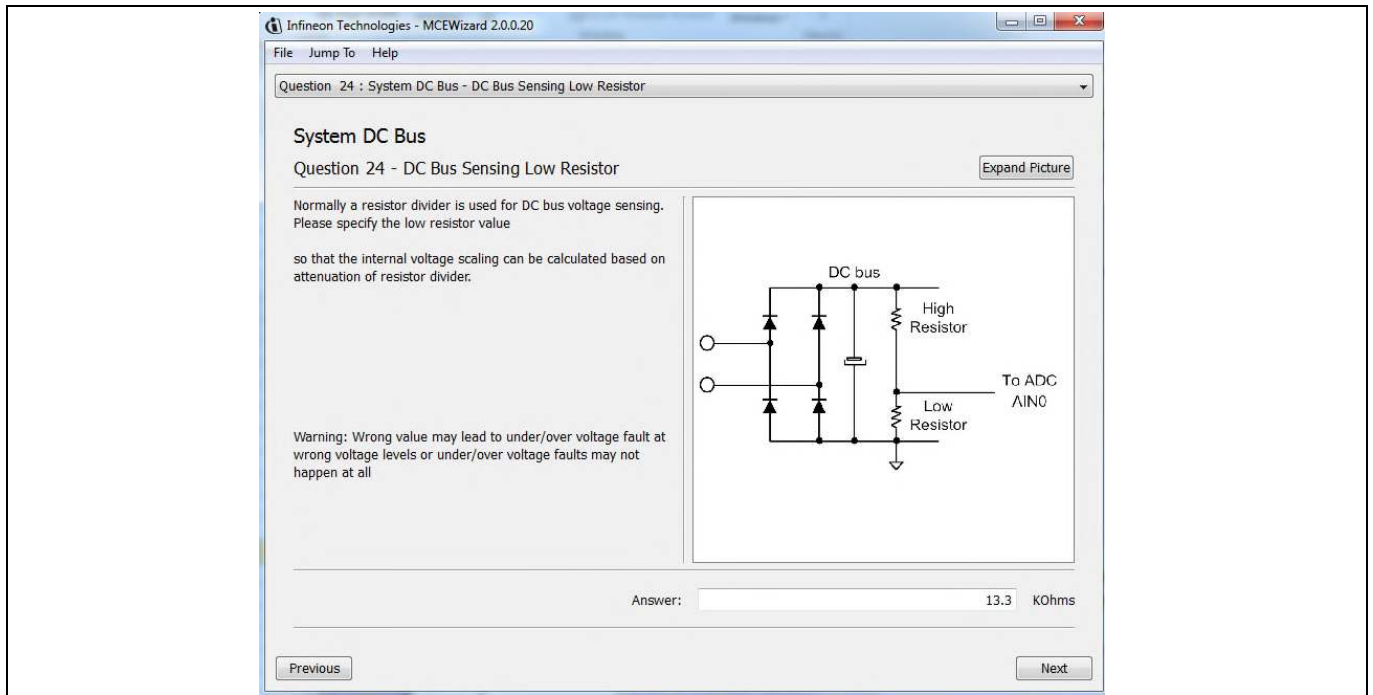 Infineon Technologies - MCEWizard 2.0.0.20
File Jump To Help
Question 24 : System DC Bus - DC Bus Sensing Low Resistor
System DC Bus
Question 24 - DC Bus Sensing Low Resistor
Expand Picture
Normally a resistor divider is used for DC bus voltage sensing.
Please specify the low resistor value
so that the internal voltage scaling can be calculated based on
attenuation of resistor divider.
Warning: Wrong value may lead to under/over voltage fault at
wrong voltage levels or under/over voltage faults may not
happen at all
DC bus
High
Resistor
To ADC
AIN0
Low
Resistor
Answer: 13.3 KOhms
Previous Next